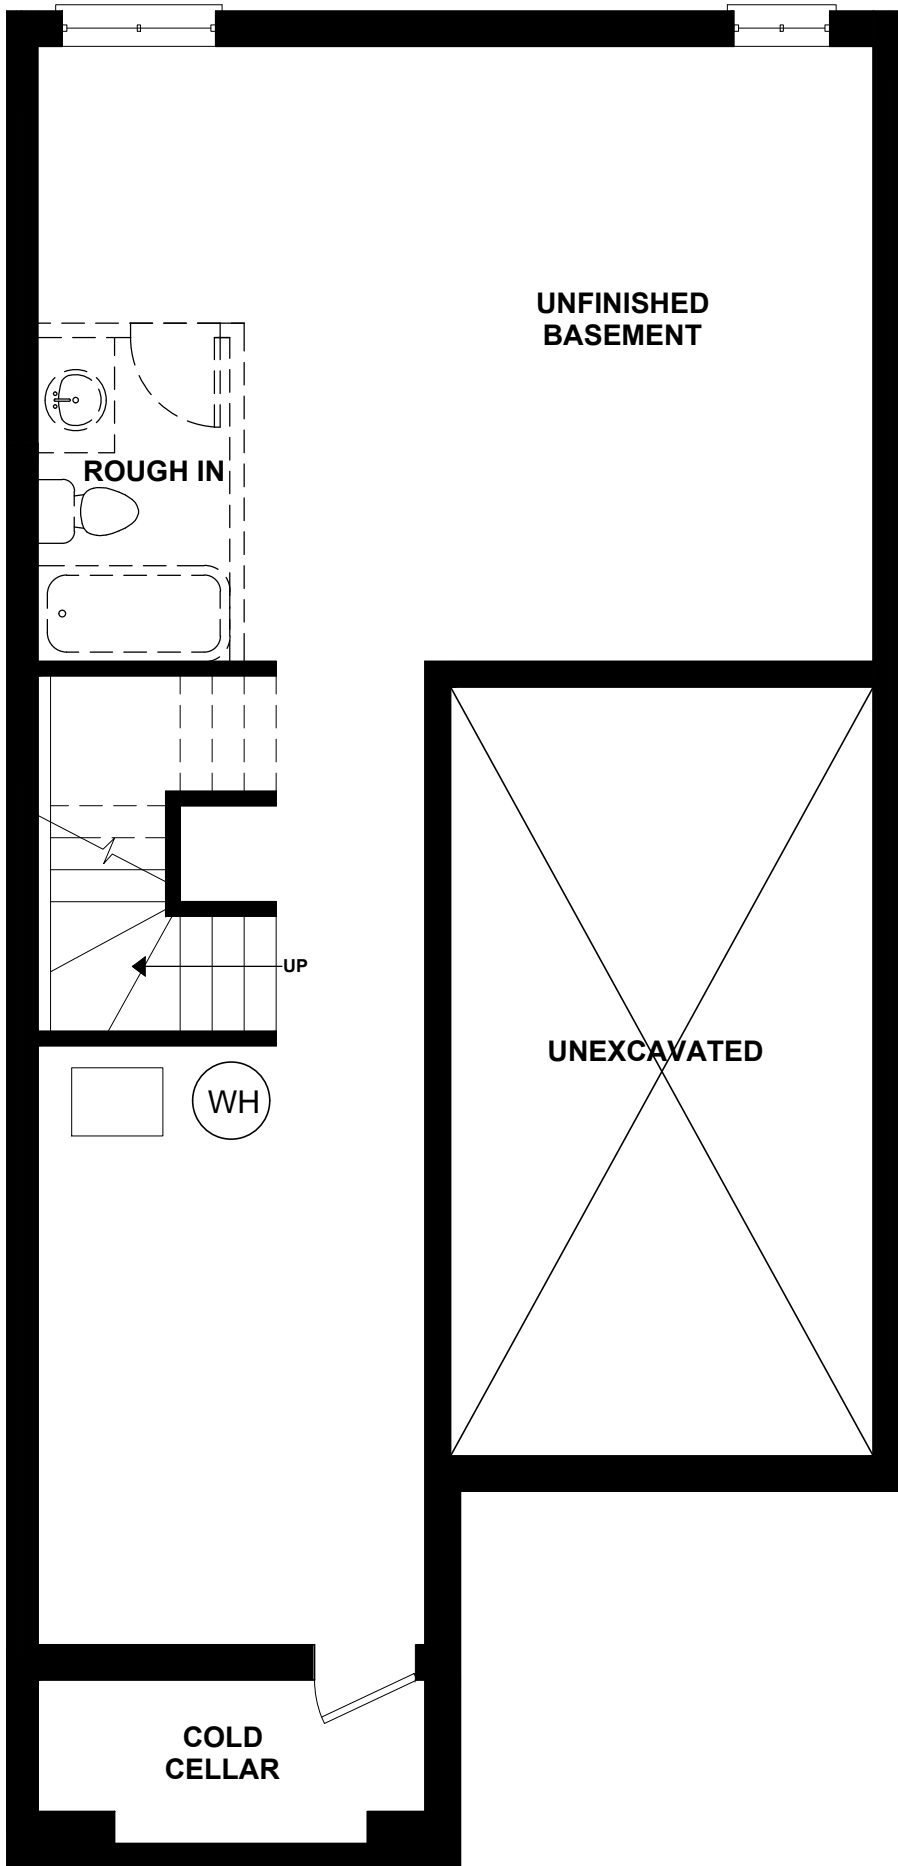 UNFINISHED
BASEMENT
ROUGH IN
UP
UNEXCAVATED
WH
COLD
CELLAR